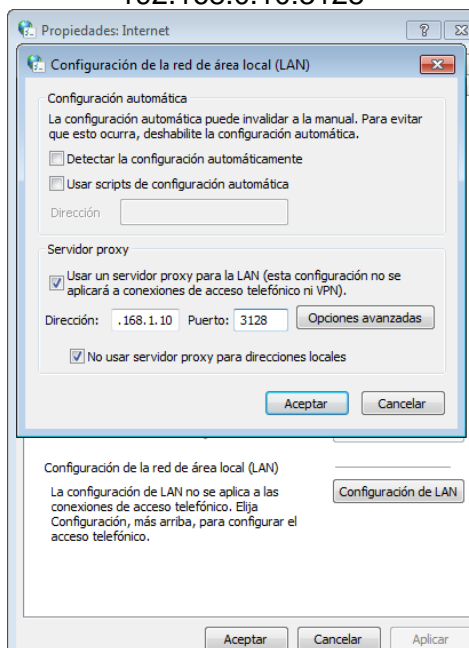 Propiedades: Internet
Configuración de la red de área local (LAN)
Configuración automática
La configuración automática puede invalidar a la manual. Para evitar
que esto ocurra, deshabilite la configuración automática.
Detectar la configuración automáticamente
Usar scripts de configuración automática
Dirección
Servidor proxy
Usar un servidor proxy para la LAN (esta configuración no se
aplicará a conexiones de acceso telefónico ni VPN).
Dirección: .168.1.10 Puerto: 3128 Opciones avanzadas
No usar servidor proxy para direcciones locales
Aceptar Cancelar
Configuración de la red de área local (LAN)
La configuración de LAN no se aplica a las
conexiones de acceso telefónico. Elija
Configuración, más arriba, para configurar el
acceso telefónico.
Configuración de LAN
Aceptar Cancelar Aplicar